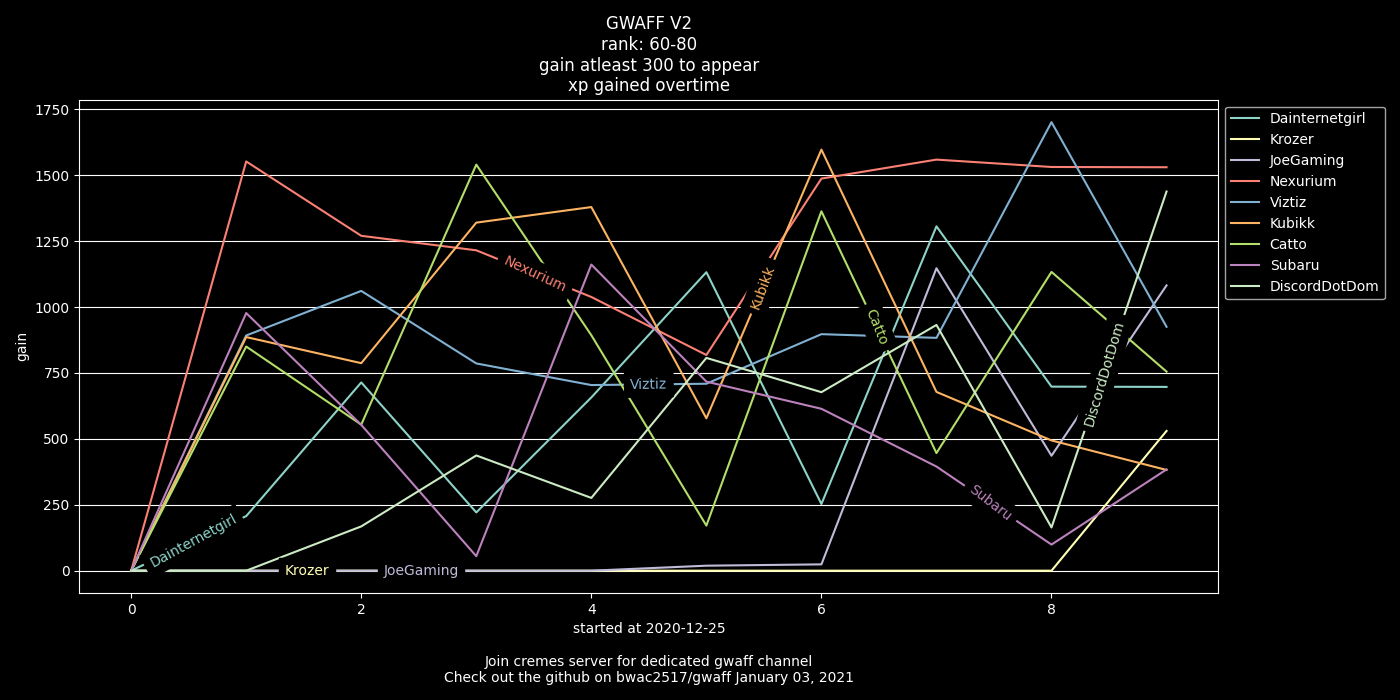 GWAFF V2
rank: 60-80
gain atleast 300 to appear
xp gained overtime
1750
1500
1250
1000
750
500
250
0
gain
Dainternetgirl
Krozer
JoeGaming
Nexurium
Viztiz
Kubikk
Catto
Subaru
DiscordDotDom
Nexurium
Kubikk
Catto
Viztiz
DiscordDotDom
Subaru
Dainternetgirl
Krozer
JoeGaming
0 2 4 6 8
started at 2020-12-25
Join cremes server for dedicated gwaff channel
Check out the github on bwac2517/gwaff January 03, 2021